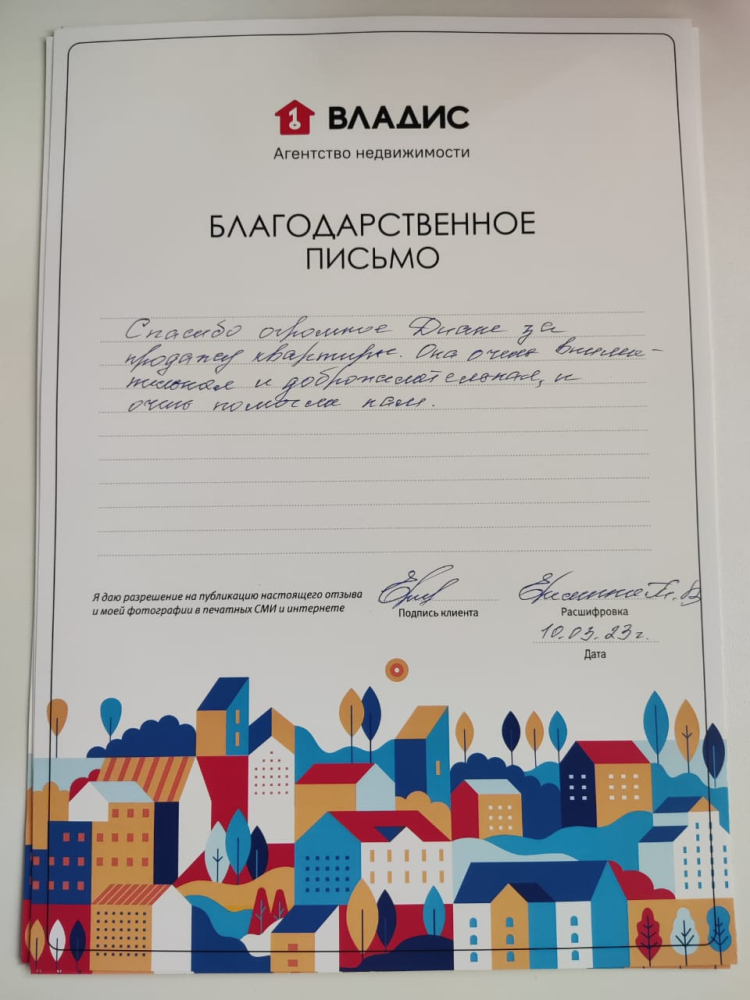 ВЛАДИС
Агентство недвижимости
БЛАГОДАРСТВЕННОЕ
ПИСЬМО
Спасибо огромное Диане за
продажу квартиры. Она очень внима-
тельная и доброжелательная, и
очень помогла нам.
Я даю разрешение на публикацию настоящего отзыва
и моей фотографии в печатных СМИ и интернете
Подпись клиента
Расшифровка
10.03.23г.
Дата